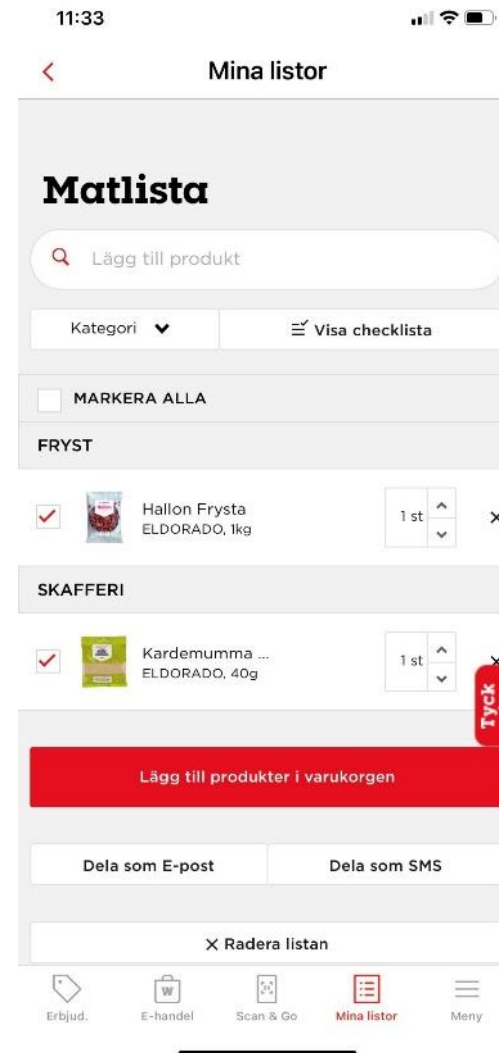 11:33
Mina listor
Matlista
Lägg till produkt
Kategori
Visa checklista
MARKERA ALLA
FRYST
Hallon Frysta
ELDORADO, 1kg
1 st
SKAFFERI
Kardemumma ...
ELDORADO, 40g
1 st
Tyck
Lägg till produkter i varukorgen
Dela som E-post
Dela som SMS
Radera listan
W
Erbjud.
E-handel
Scan & Go
Mina listor
Meny